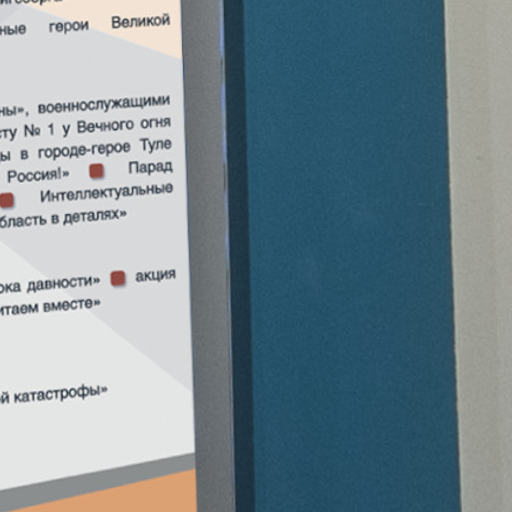 ные герои Великой
ны», военнослужащими
сту № 1 у Вечного огня
ы в городе-герое Туле
Россия!» Парад
Интеллектуальные
бласть в деталях»
ока давности» акция
итаем вместе»
й катастрофы»